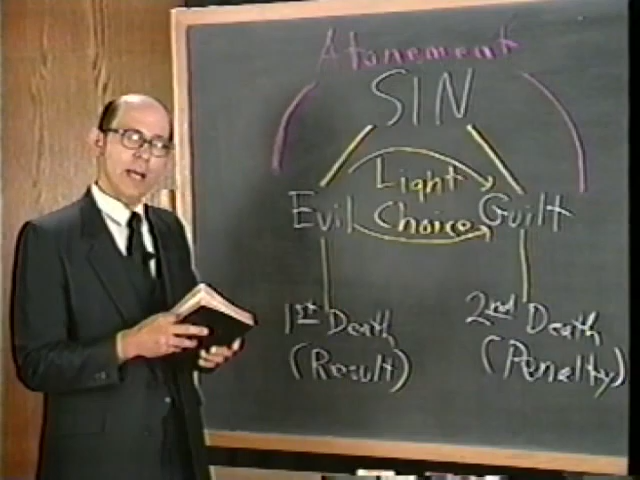 Atonement
SIN
Light
Evil Choice Guilt
1st Death 2nd Death
(Result) (Penalty)